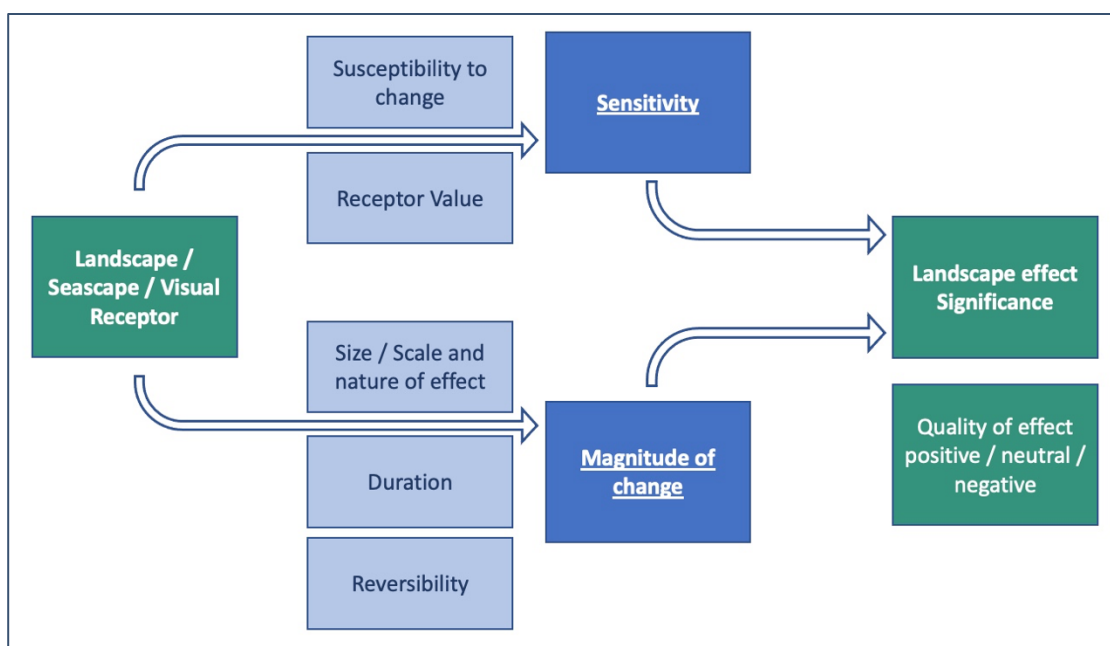 Susceptibility to
change
Sensitivity
Receptor Value
Landscape /
Seascape / Visual
Receptor
Landscape effect
Significance
Size / Scale and
nature of effect
Magnitude of
change
Quality of effect
positive / neutral /
negative
Duration
Reversibility